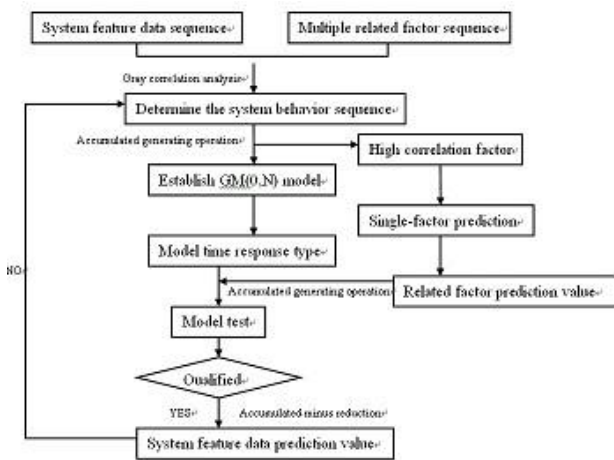 System feature data sequence
Multiple related factor sequence
Gray correlation analysis
Determine the system behavior sequence
Accumulated generating operation
High correlation factor
Establish GM(0,N) model
Single-factor prediction
Model time response type
NO
Accumulated generating operation
Related factor prediction value
Model test
Qualified
YES
Accumulated minus reduction
System feature data prediction value